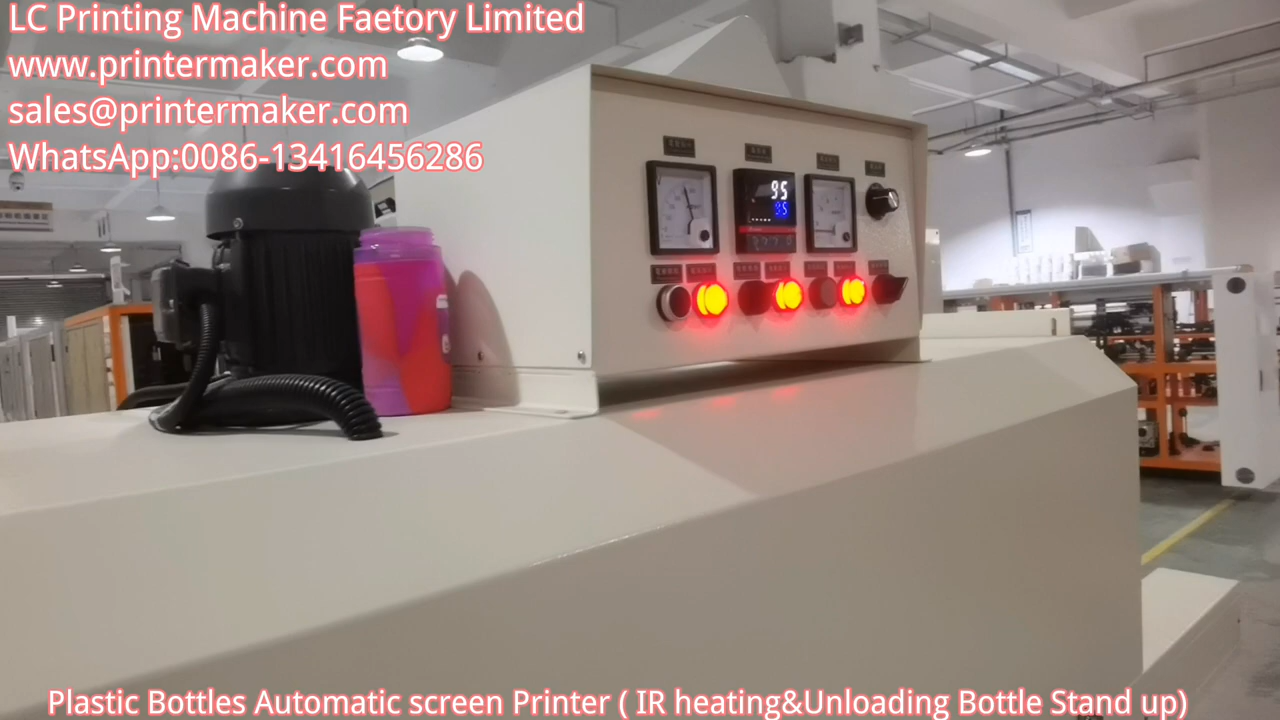 LC Printing Machine Faetory Limited
www.printermaker.com
sales@printermaker.com
WhatsApp:0086-13416456286
95
95
Plastic Bottles Automatic screen Printer ( IR heating&Unloading Bottle Stand up)